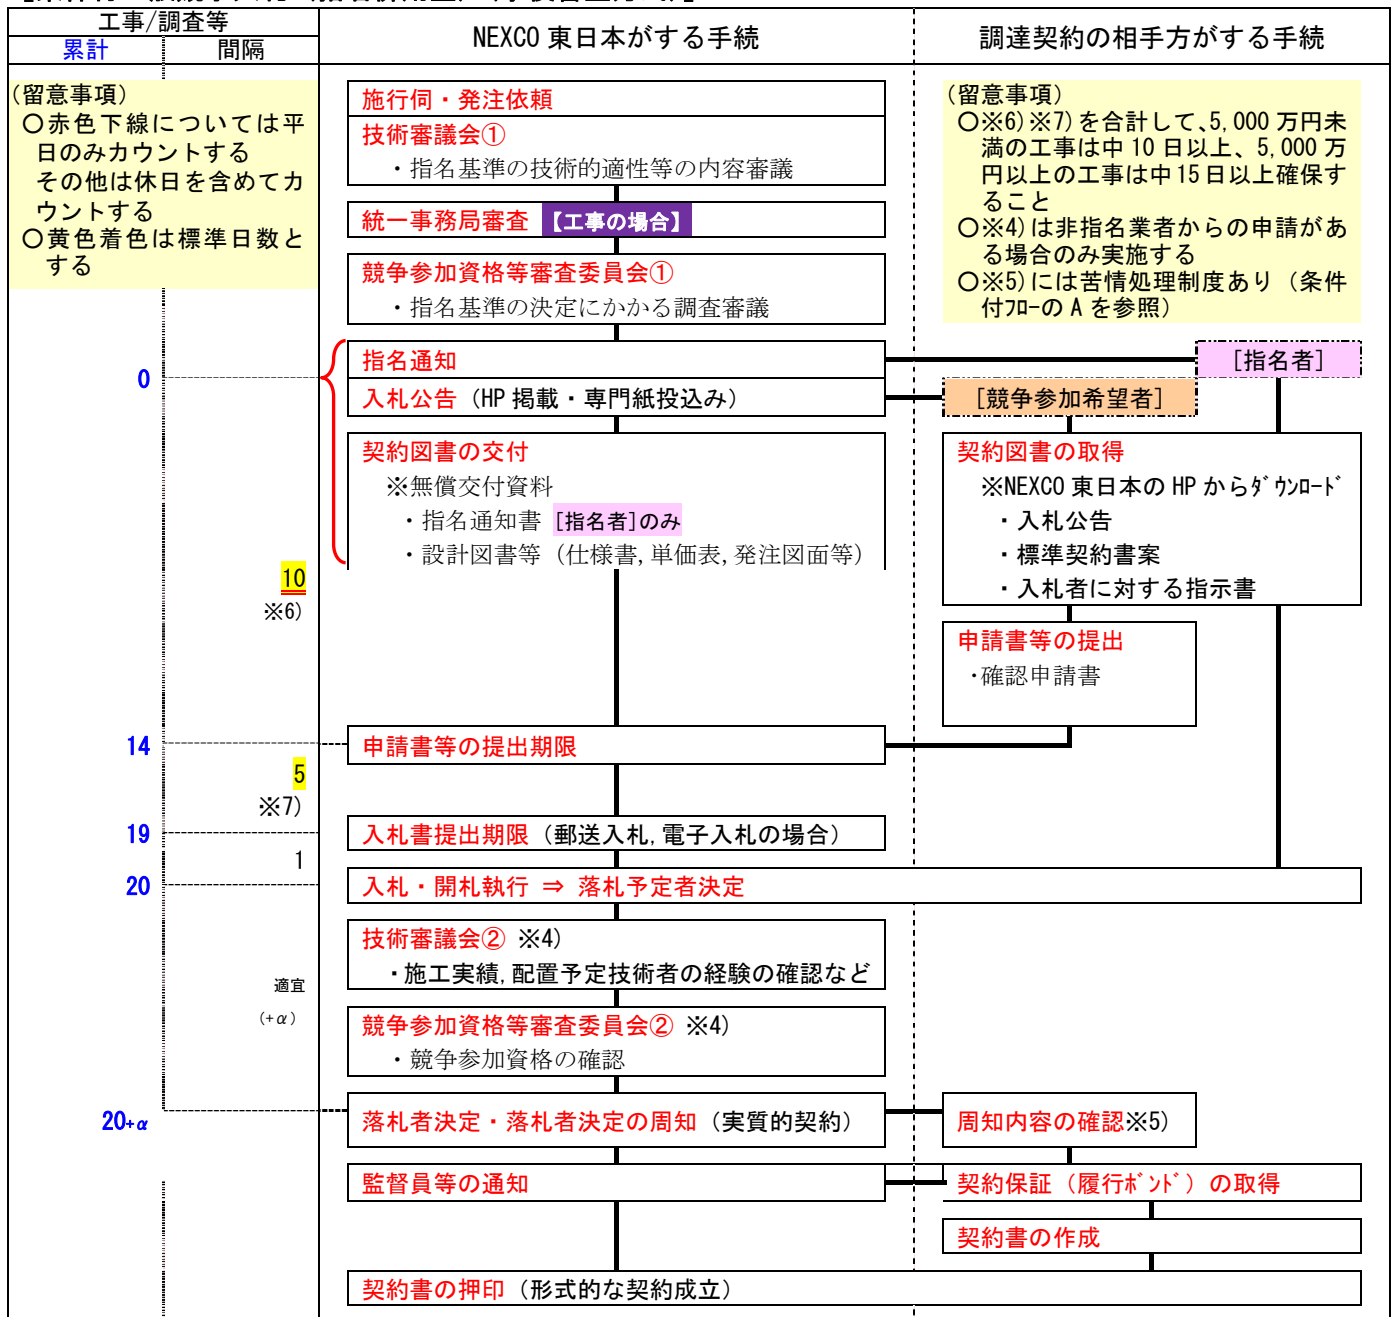 工事/調査等
累計
間隔
NEXCO 東日本がする手続
調達契約の相手方がする手続
（留意事項）
○赤色下線については平
日のみカウントする
その他は休日を含めてカ
ウントする
○黄色着色は標準日数と
する
施行伺・発注依頼
技術審議会①
・指名基準の技術的適性等の内容審議
統一事務局審査 【工事の場合】
競争参加資格等審査委員会①
・指名基準の決定にかかる調査審議
（留意事項）
○※6)※7)を合計して、5,000 万円未
満の工事は中 10 日以上、5,000 万
円以上の工事は中 15 日以上確保す
ること
○※4)は非指名業者からの申請があ
る場合のみ実施する
○※5)には苦情処理制度あり（条件
付ﾌﾛｰの A を参照）
0
指名通知
[指名者]
入札公告（HP 掲載・専門紙投込み）
[競争参加希望者]
契約図書の交付
※無償交付資料
・指名通知書 [指名者]のみ
・設計図書等（仕様書,単価表,発注図面等）
契約図書の取得
※NEXCO 東日本の HP からﾀﾞｳﾝﾛｰﾄﾞ
・入札公告
・標準契約書案
・入札者に対する指示書
10
※6)
申請書等の提出
・確認申請書
14
申請書等の提出期限
5
※7)
19
入札書提出期限（郵送入札,電子入札の場合）
1
20
入札・開札執行 ⇒ 落札予定者決定
技術審議会② ※4)
・施工実績,配置予定技術者の経験の確認など
適宜
(+α)
競争参加資格等審査委員会② ※4)
・競争参加資格の確認
20+α
落札者決定・落札者決定の周知（実質的契約）
周知内容の確認※5)
監督員等の通知
契約保証（履行ﾎﾞﾝﾄﾞ）の取得
契約書の作成
契約書の押印（形式的な契約成立）